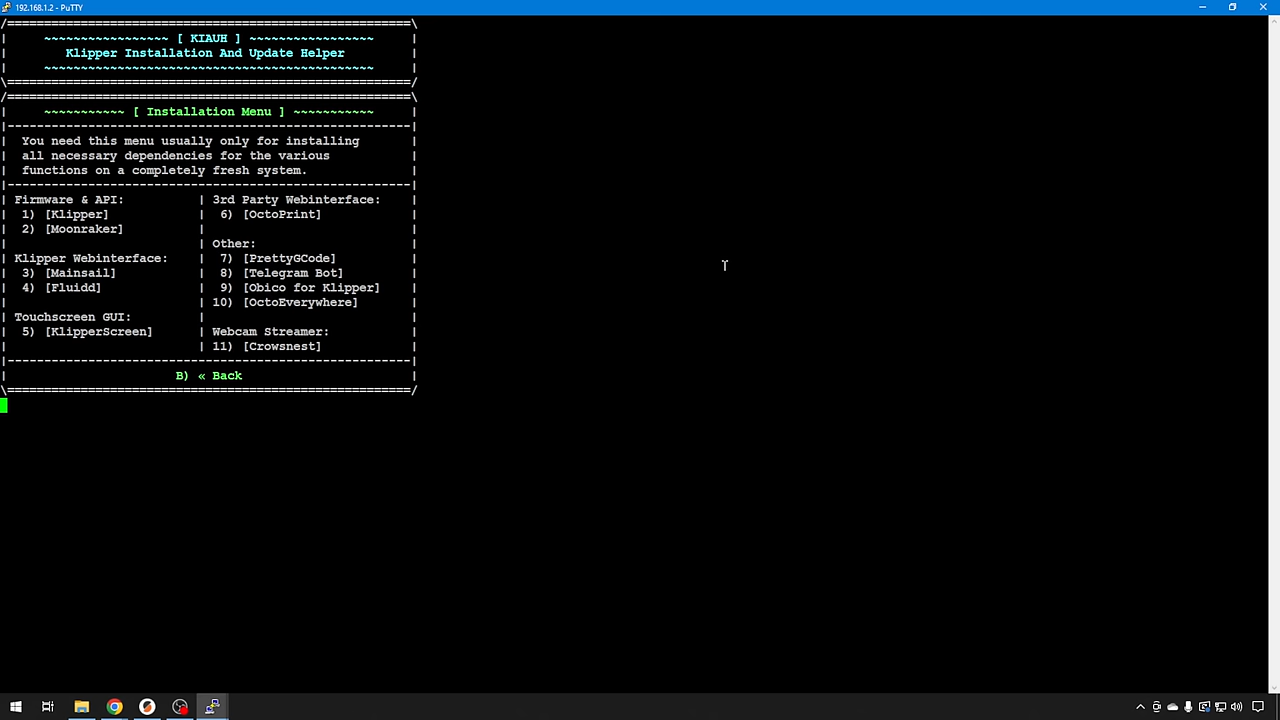 192.168.1.2 - PuTTY
/=======================================================\
|     ~~~~~~~~~~~~~~~~~ [ KIAUH ] ~~~~~~~~~~~~~~~~~     |
|        Klipper Installation And Update Helper         |
|     ~~~~~~~~~~~~~~~~~~~~~~~~~~~~~~~~~~~~~~~~~~~~~     |
\=======================================================/
/=======================================================\
|     ~~~~~~~~~~~ [ Installation Menu ] ~~~~~~~~~~~     |
|-------------------------------------------------------|
|  You need this menu usually only for installing       |
|  all necessary dependencies for the various           |
|  functions on a completely fresh system.              |
|-------------------------------------------------------|
| Firmware & API:          | 3rd Party Webinterface:    |
|  1) [Klipper]            |  6) [OctoPrint]            |
|  2) [Moonraker]          |                            |
|                          | Other:                     |
| Klipper Webinterface:    |  7) [PrettyGCode]          |
|  3) [Mainsail]           |  8) [Telegram Bot]         |
|  4) [Fluidd]             |  9) [Obico for Klipper]    |
|                          | 10) [OctoEverywhere]       |
| Touchscreen GUI:         |                            |
|  5) [KlipperScreen]      | Webcam Streamer:           |
|                          | 11) [Crowsnest]            |
|-------------------------------------------------------|
|                       B) « Back                       |
\=======================================================/